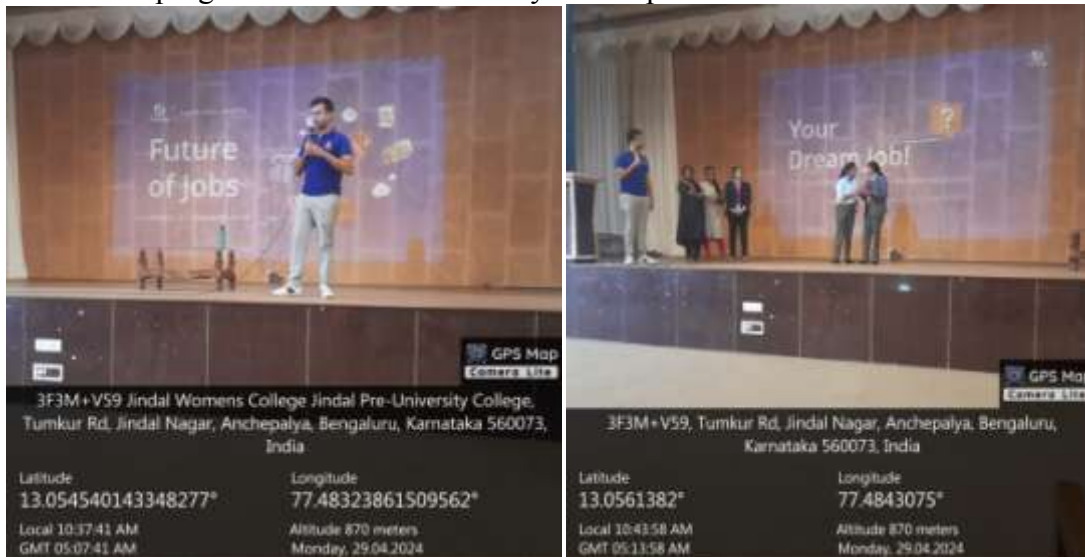 Future
of Jobs
GPS Map
Camera Lite
3F3M+V59 Jindal Womens College Jindal Pre-University College,
Tumkur Rd, Jindal Nagar, Anchepalya, Bengaluru, Karnataka 560073,
India
Latitude
13.054540143348277°
Longitude
77.48323861509562°
Local 10:37:41 AM
GMT 05:07:41 AM
Altitude 870 meters
Monday, 29.04.2024
Your
Dream Job!
?
GPS Map
Camera Lite
3F3M+V59, Tumkur Rd, Jindal Nagar, Anchepalya, Bengaluru,
Karnataka 560073, India
Latitude
13.0561382°
Longitude
77.4843075°
Local 10:43:58 AM
GMT 05:13:58 AM
Altitude 870 meters
Monday, 29.04.2024